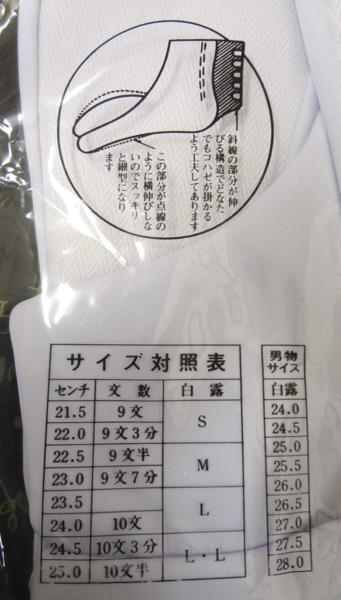 斜線の部分が伸
びる構造でどなた
でもコハゼが掛かる
よう工夫してあります
この部分が点線の
ように横伸びしな
いのでスッキリ
と細型になり
ます
サイズ対照表
センチ 文数 白露
21.5 9文 S
22.0 9文3分
22.5 9文半 M
23.0 9文7分
23.5 L
24.0 10文
24.5 10文3分 L・L
25.0 10文半
男物
サイズ
白露
24.0
24.5
25.0
25.5
26.0
26.5
27.0
27.5
28.0